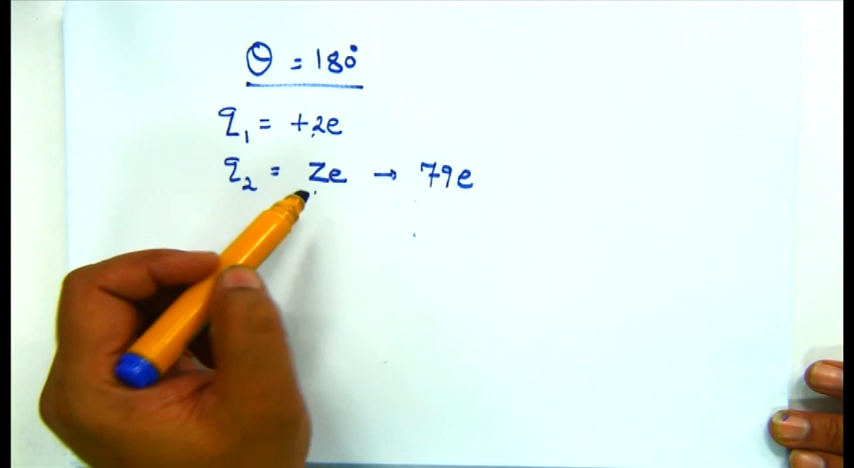 θ = 180°
q₁ = +2e
q₂ = Ze → 79e